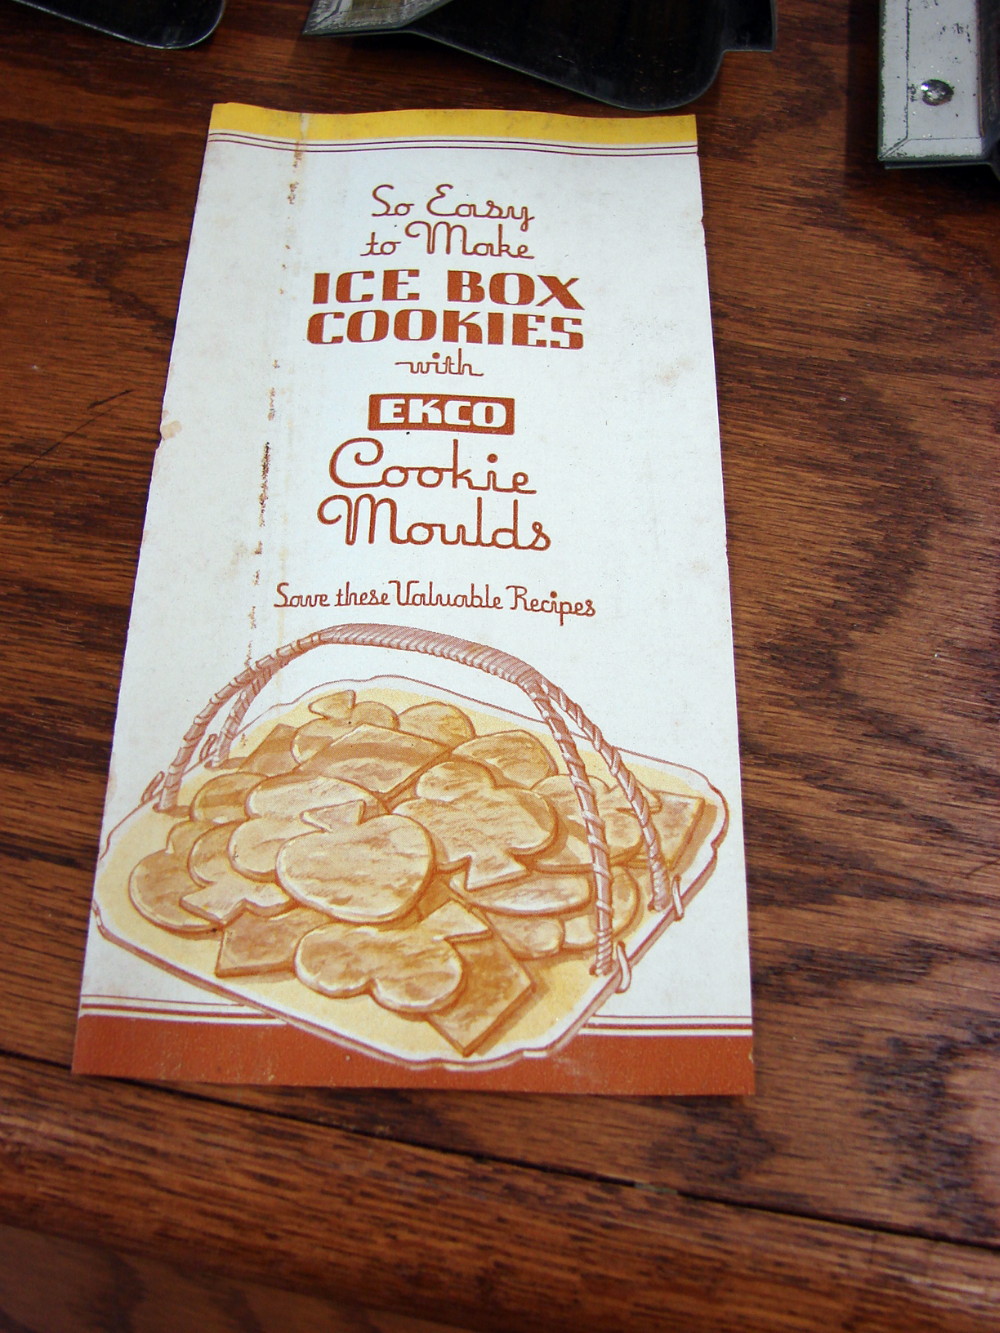 So Easy
to Make
ICE BOX
COOKIES
with
EKCO
Cookie
Moulds
Save these Valuable Recipes